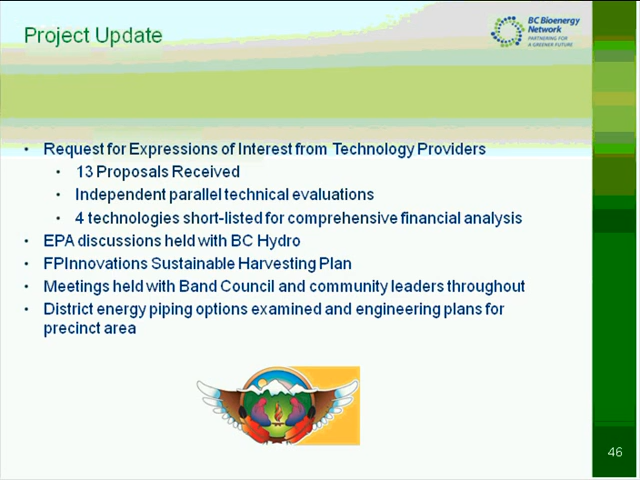 Project Update
BC Bioenergy
Network
PARTNERING FOR
A GREENER FUTURE
• Request for Expressions of Interest from Technology Providers
• 13 Proposals Received
• Independent parallel technical evaluations
• 4 technologies short-listed for comprehensive financial analysis
• EPA discussions held with BC Hydro
• FPInnovations Sustainable Harvesting Plan
• Meetings held with Band Council and community leaders throughout
• District energy piping options examined and engineering plans for
precinct area
46